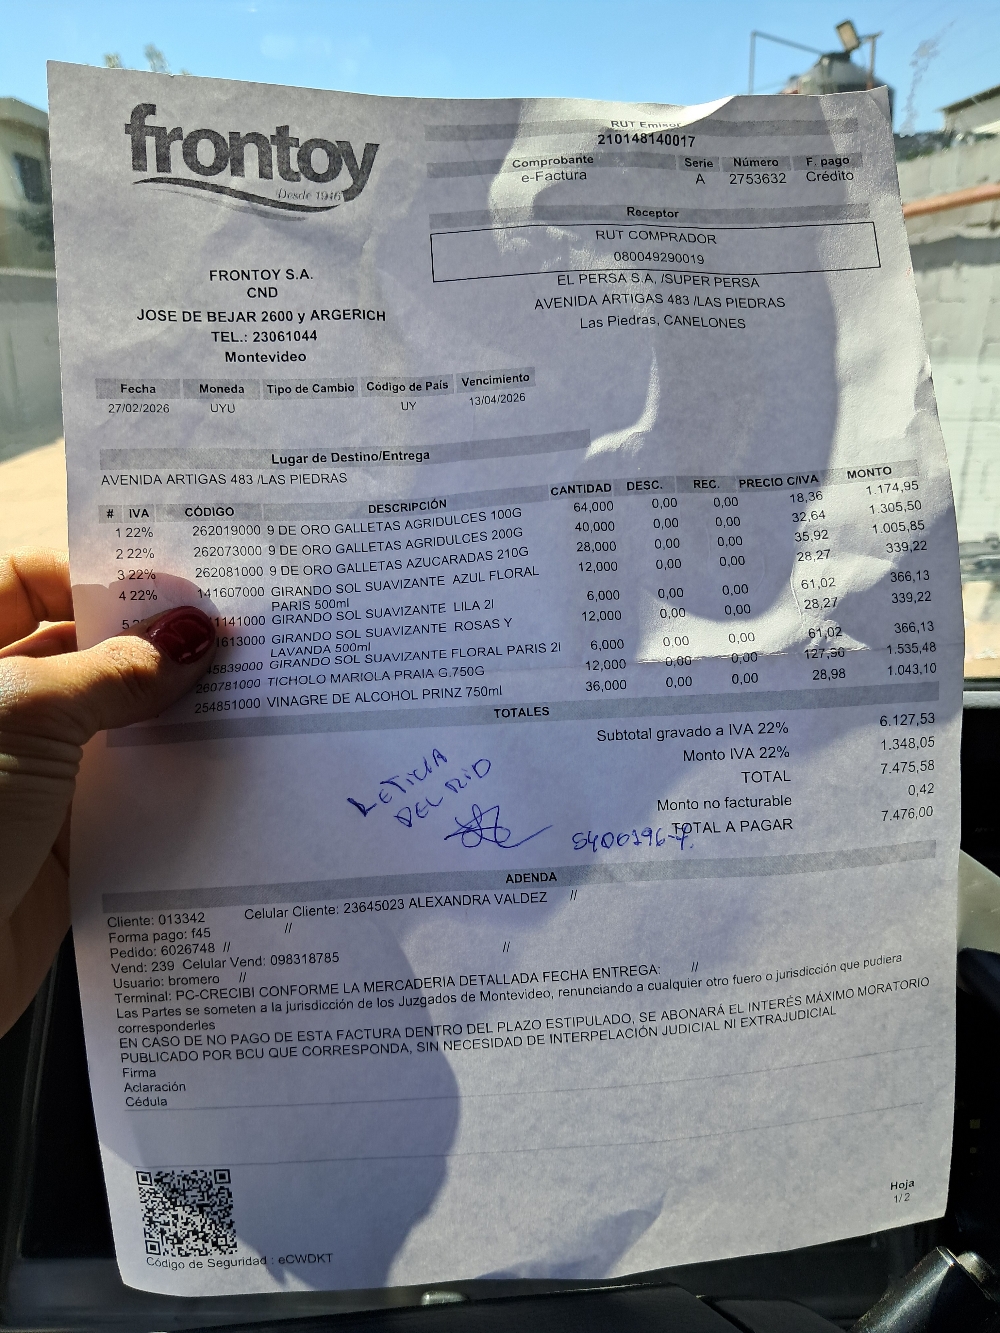 frontoy
Desde 1946
RUT Emisor
210148140017
Comprobante Serie Número F. pago
e-Factura A 2753632 Crédito
Receptor
RUT COMPRADOR
080049290019
EL PERSA S.A. /SUPER PERSA
AVENIDA ARTIGAS 483 /LAS PIEDRAS
Las Piedras, CANELONES
FRONTOY S.A.
CND
JOSE DE BEJAR 2600 y ARGERICH
TEL.: 23061044
Montevideo
Fecha Moneda Tipo de Cambio Código de País Vencimiento
27/02/2026 UYU UY 13/04/2026
Lugar de Destino/Entrega
AVENIDA ARTIGAS 483 /LAS PIEDRAS
# IVA CÓDIGO DESCRIPCIÓN CANTIDAD DESC. REC. PRECIO C/IVA MONTO
1 22% 262019000 9 DE ORO GALLETAS AGRIDULCES 100G 64,000 0,00 0,00 18,36 1.174,95
2 22% 262073000 9 DE ORO GALLETAS AGRIDULCES 200G 40,000 0,00 0,00 32,64 1.305,50
3 22% 262081000 9 DE ORO GALLETAS AZUCARADAS 210G 28,000 0,00 0,00 35,92 1.005,85
4 22% 141607000 GIRANDO SOL SUAVIZANTE AZUL FLORAL 12,000 0,00 0,00 28,27 339,22
PARIS 500ml
5 1141000 GIRANDO SOL SUAVIZANTE LILA 2l 6,000 0,00 0,00 61,02 366,13
1613000 GIRANDO SOL SUAVIZANTE ROSAS Y 12,000 0,00 0,00 28,27 339,22
LAVANDA 500ml
45839000 GIRANDO SOL SUAVIZANTE FLORAL PARIS 2l 6,000 0,00 0,00 61,02 366,13
260781000 TICHOLO MARIOLA PRAIA G.750G 12,000 0,00 0,00 1.535,48
254851000 VINAGRE DE ALCOHOL PRINZ 750ml 36,000 0,00 0,00 28,98 1.043,10
TOTALES
Subtotal gravado a IVA 22% 6.127,53
Monto IVA 22% 1.348,05
TOTAL 7.475,58
Monto no facturable 0,42
TOTAL A PAGAR 7.476,00
LETICIA
DEL RIO
5400196-7
ADENDA
Cliente: 013342 Celular Cliente: 23645023 ALEXANDRA VALDEZ //
Forma pago: f45 //
Pedido: 6026748 //
Vend: 239 Celular Vend: 098318785 //
Usuario: bromero //
Terminal: PC-CRECIBI CONFORME LA MERCADERIA DETALLADA FECHA ENTREGA: //
Las Partes se someten a la jurisdicción de los Juzgados de Montevideo, renunciando a cualquier otro fuero o jurisdicción que pudiera
corresponderles
EN CASO DE NO PAGO DE ESTA FACTURA DENTRO DEL PLAZO ESTIPULADO, SE ABONARÁ EL INTERÉS MÁXIMO MORATORIO
PUBLICADO POR BCU QUE CORRESPONDA, SIN NECESIDAD DE INTERPELACIÓN JUDICIAL NI EXTRAJUDICIAL
Firma
Aclaración
Cédula
Hoja
1/2
Código de Seguridad : eCWDKT